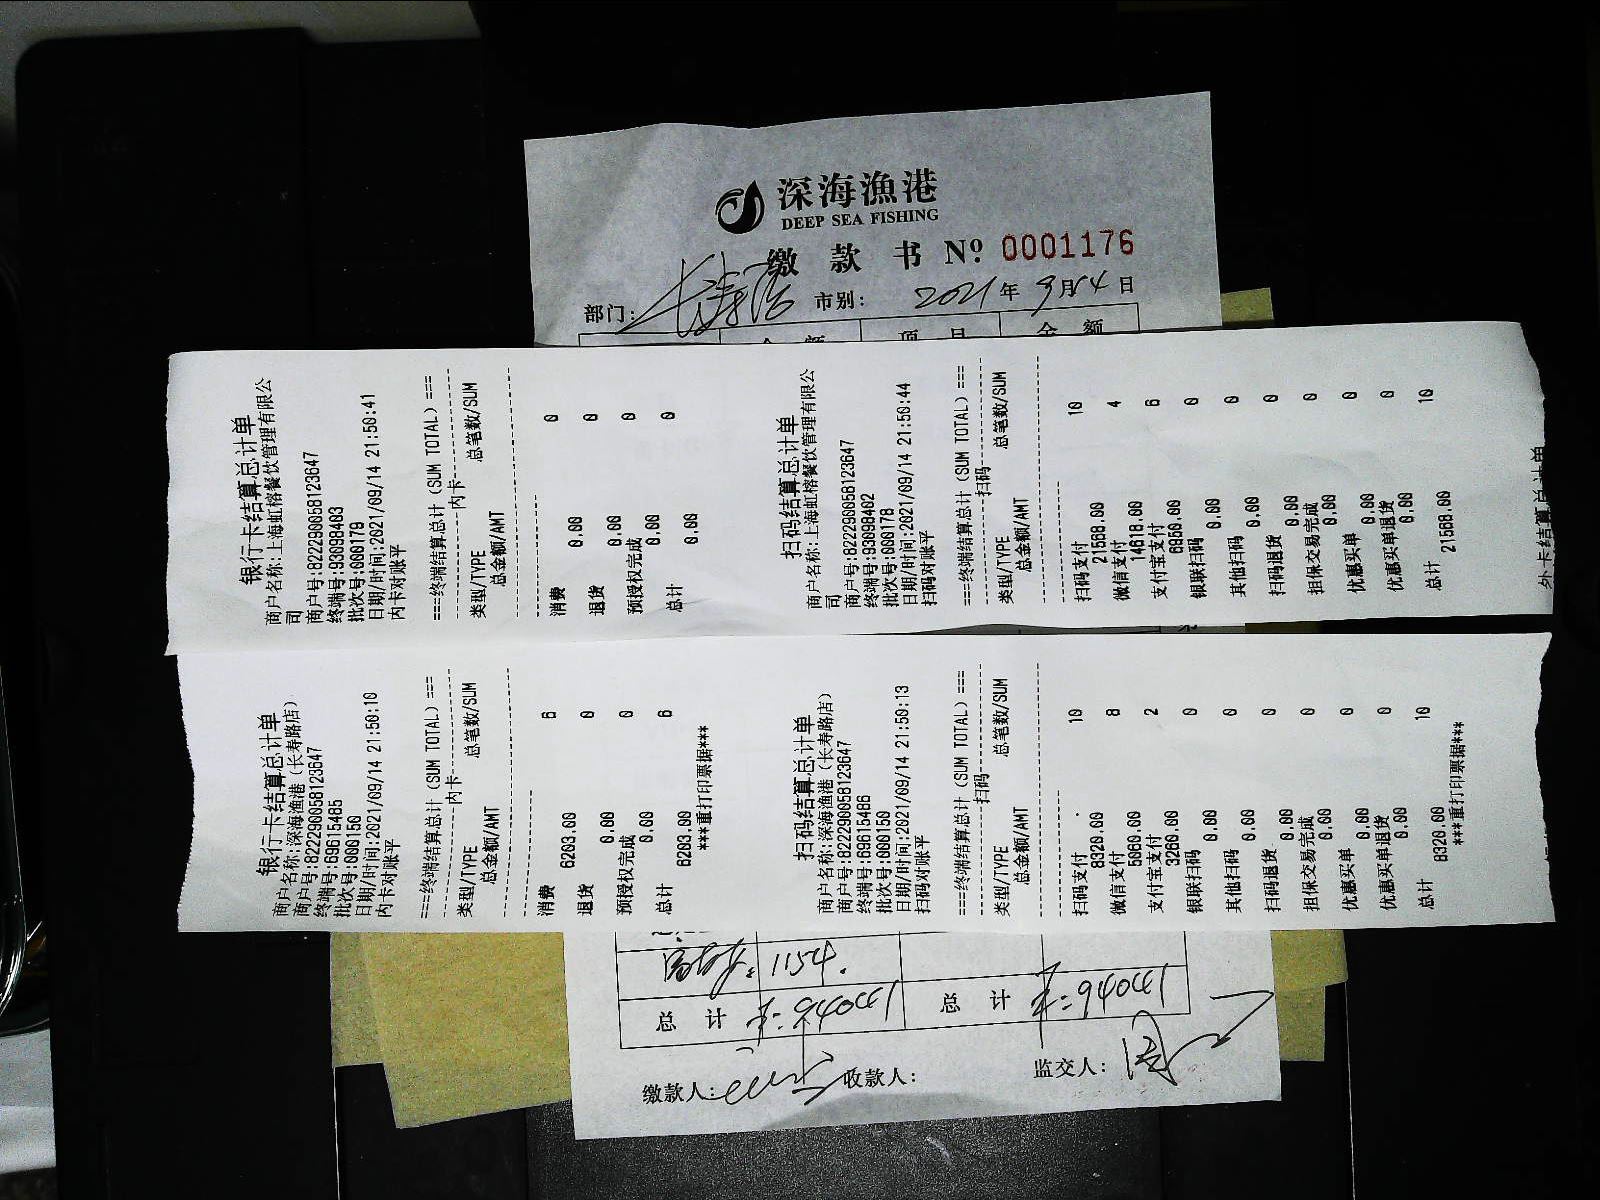 深海漁港
DEEP SEA FISHING
缴款书 Nº: 0001176
部门: 长寿店 市别: 2021年9月14日
金额 项目 金额
银行卡结算总计单
商户名称:上海虹榕餐饮管理有限公
司
商户号:822290058123647
终端号:93098403
批次号:000179
日期/时间:2021/09/14 21:50:41
内卡对账平
===终端结算总计(SUM TOTAL)===
内卡
类型/TYPE 总笔数/SUM
总金额/AMT
消费 0
0.00
退货 0
0.00
预授权完成 0
0.00
总计 0
0.00
扫码结算总计单
商户名称:上海虹榕餐饮管理有限公
司
商户号:822290058123647
终端号:93098402
批次号:000178
日期/时间:2021/09/14 21:50:44
扫码对账平
===终端结算总计(SUM TOTAL)===
扫码
类型/TYPE 总笔数/SUM
总金额/AMT
扫码支付 10
21568.00
微信支付 4
14618.00
支付宝支付 6
6950.00
银联扫码 0
0.00
其他扫码 0
0.00
扫码退货 0
0.00
担保交易完成 0
0.00
优惠买单 0
0.00
优惠买单退货 0
0.00
总计 10
21568.00
外卡结算总计单
银行卡结算总计单
商户名称:深海渔港(长寿路店)
商户号:822290058123647
终端号:69615485
批次号:000150
日期/时间:2021/09/14 21:50:10
内卡对账平
===终端结算总计(SUM TOTAL)===
内卡
类型/TYPE 总笔数/SUM
总金额/AMT
消费 6
6203.00
退货 0
0.00
预授权完成 0
0.00
总计 6
6203.00
***重打印票据***
扫码结算总计单
商户名称:深海渔港(长寿路店)
商户号:822290058123647
终端号:69615486
批次号:000150
日期/时间:2021/09/14 21:50:13
扫码对账平
===终端结算总计(SUM TOTAL)===
扫码
类型/TYPE 总笔数/SUM
总金额/AMT
扫码支付 10
8320.00
微信支付 8
5060.00
支付宝支付 2
3260.00
银联扫码 0
0.00
其他扫码 0
0.00
扫码退货 0
0.00
担保交易完成 0
0.00
优惠买单 0
0.00
优惠买单退货 0
0.00
总计 10
8320.00
***重打印票据***
1154.
总计 总计
缴款人: 收款人: 监交人: